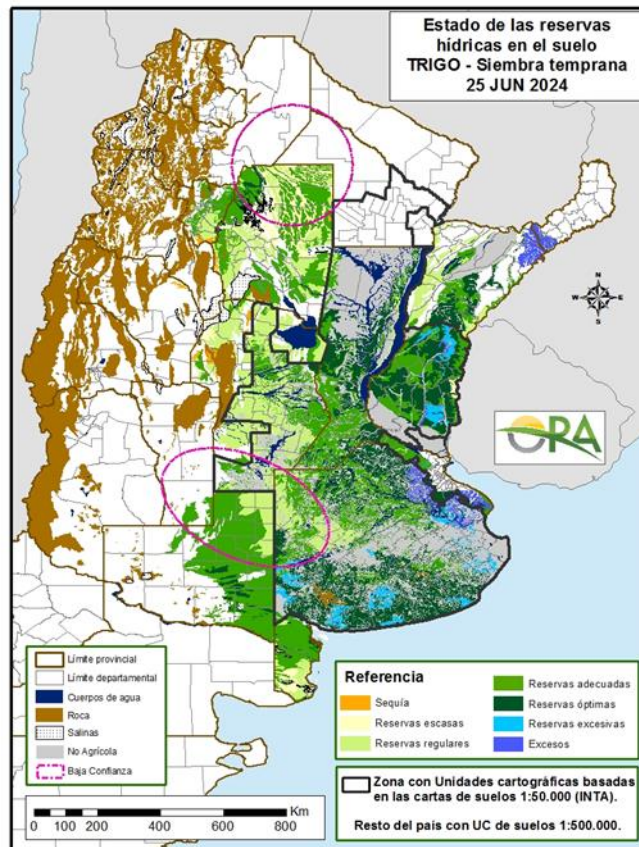 Estado de las reservas
hídricas en el suelo
TRIGO - Siembra temprana
25 JUN 2024
N
W
E
S
ORA
Límite provincial
Límite departamental
Cuerpos de agua
Roca
Salinas
No Agrícola
Baja Confianza
Referencia
Sequía
Reservas escasas
Reservas regulares
Reservas adecuadas
Reservas óptimas
Reservas excesivas
Excesos
Zona con Unidades cartográficas basadas
en las cartas de suelos 1:50.000 (INTA).
Resto del país con UC de suelos 1:500.000.
Km
0 100 200 400 600 800